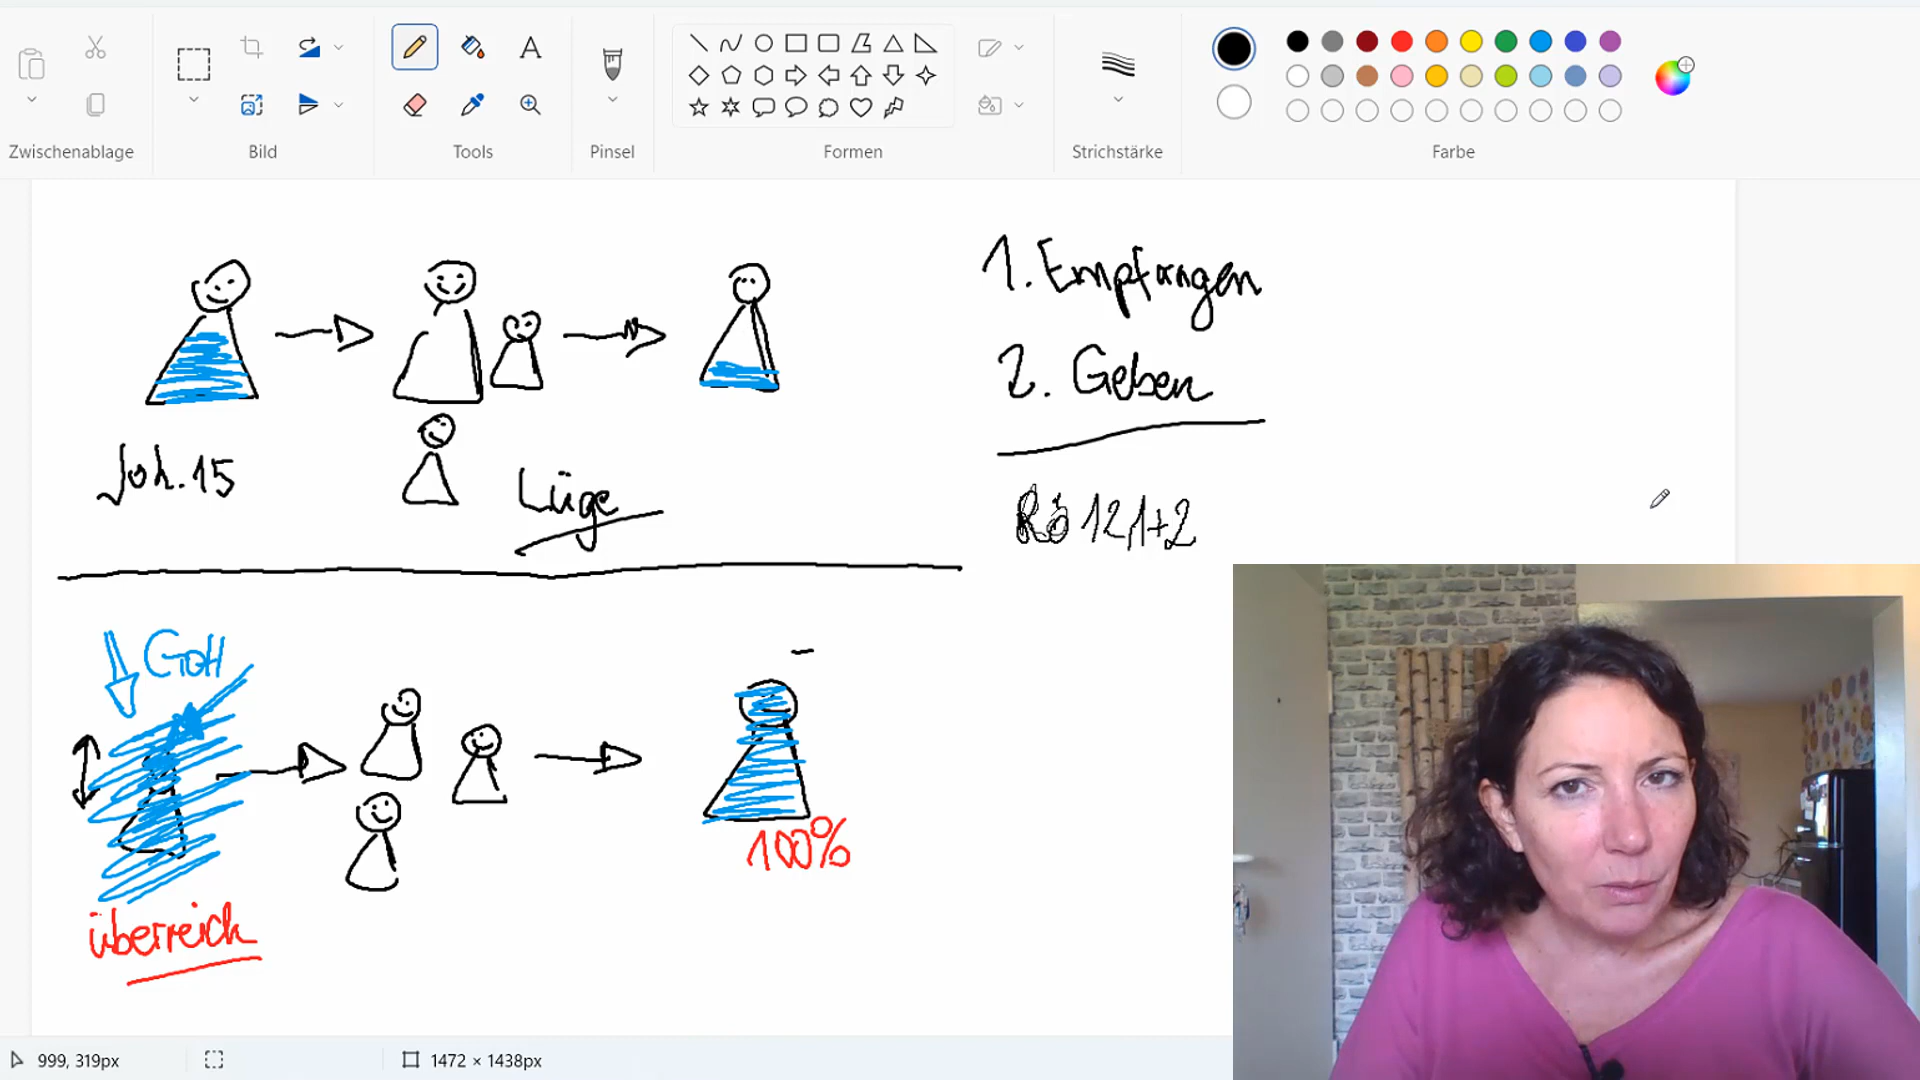 Zwischenablage
Bild
Tools
Pinsel
Formen
Strichstärke
Farbe
1. Empfangen
2. Geben
Joh. 15
Lüge
Rö 12,1+2
Gott
überreich
100%
999, 319px
1472 × 1438px